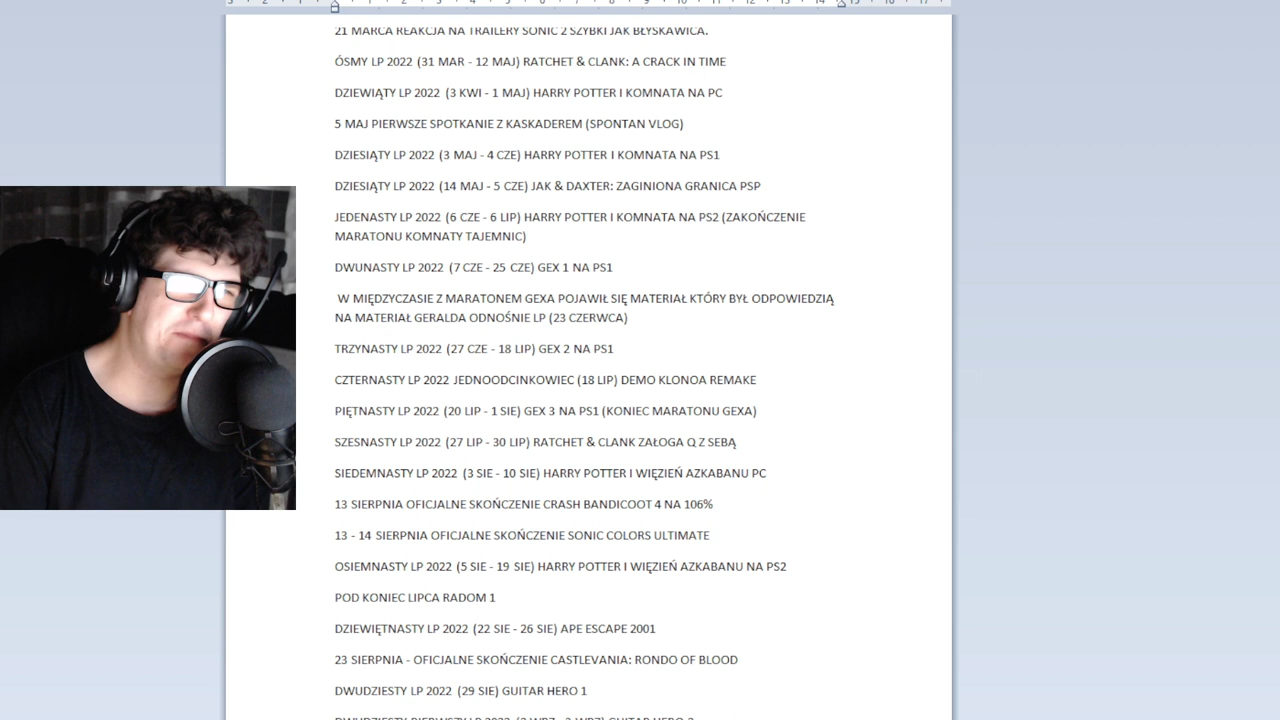 21 MARCA REAKCJA NA TRAILERY SONIC 2 SZYBKI JAK BŁYSKAWICA.
ÓSMY LP 2022 (31 MAR - 12 MAJ) RATCHET & CLANK: A CRACK IN TIME
DZIEWIĄTY LP 2022 (3 KWI - 1 MAJ) HARRY POTTER I KOMNATA NA PC
5 MAJ PIERWSZE SPOTKANIE Z KASKADEREM (SPONTAN VLOG)
DZIESIĄTY LP 2022 (3 MAJ - 4 CZE) HARRY POTTER I KOMNATA NA PS1
DZIESIĄTY LP 2022 (14 MAJ - 5 CZE) JAK & DAXTER: ZAGINIONA GRANICA PSP
JEDENASTY LP 2022 (6 CZE - 6 LIP) HARRY POTTER I KOMNATA NA PS2 (ZAKOŃCZENIE
MARATONU KOMNATY TAJEMNIC)
DWUNASTY LP 2022 (7 CZE - 25 CZE) GEX 1 NA PS1
W MIĘDZYCZASIE Z MARATONEM GEXA POJAWIŁ SIĘ MATERIAŁ KTÓRY BYŁ ODPOWIEDZIĄ
NA MATERIAŁ GERALDA ODNOŚNIE LP (23 CZERWCA)
TRZYNASTY LP 2022 (27 CZE - 18 LIP) GEX 2 NA PS1
CZTERNASTY LP 2022 JEDNOODCINKOWIEC (18 LIP) DEMO KLONOA REMAKE
PIĘTNASTY LP 2022 (20 LIP - 1 SIE) GEX 3 NA PS1 (KONIEC MARATONU GEXA)
SZESNASTY LP 2022 (27 LIP - 30 LIP) RATCHET & CLANK ZAŁOGA Q Z SEBĄ
SIEDEMNASTY LP 2022 (3 SIE - 10 SIE) HARRY POTTER I WIĘZIEŃ AZKABANU PC
13 SIERPNIA OFICJALNE SKOŃCZENIE CRASH BANDICOOT 4 NA 106%
13 - 14 SIERPNIA OFICJALNE SKOŃCZENIE SONIC COLORS ULTIMATE
OSIEMNASTY LP 2022 (5 SIE - 19 SIE) HARRY POTTER I WIĘZIEŃ AZKABANU NA PS2
POD KONIEC LIPCA RADOM 1
DZIEWIĘTNASTY LP 2022 (22 SIE - 26 SIE) APE ESCAPE 2001
23 SIERPNIA - OFICJALNE SKOŃCZENIE CASTLEVANIA: RONDO OF BLOOD
DWUDZIESTY LP 2022 (29 SIE) GUITAR HERO 1